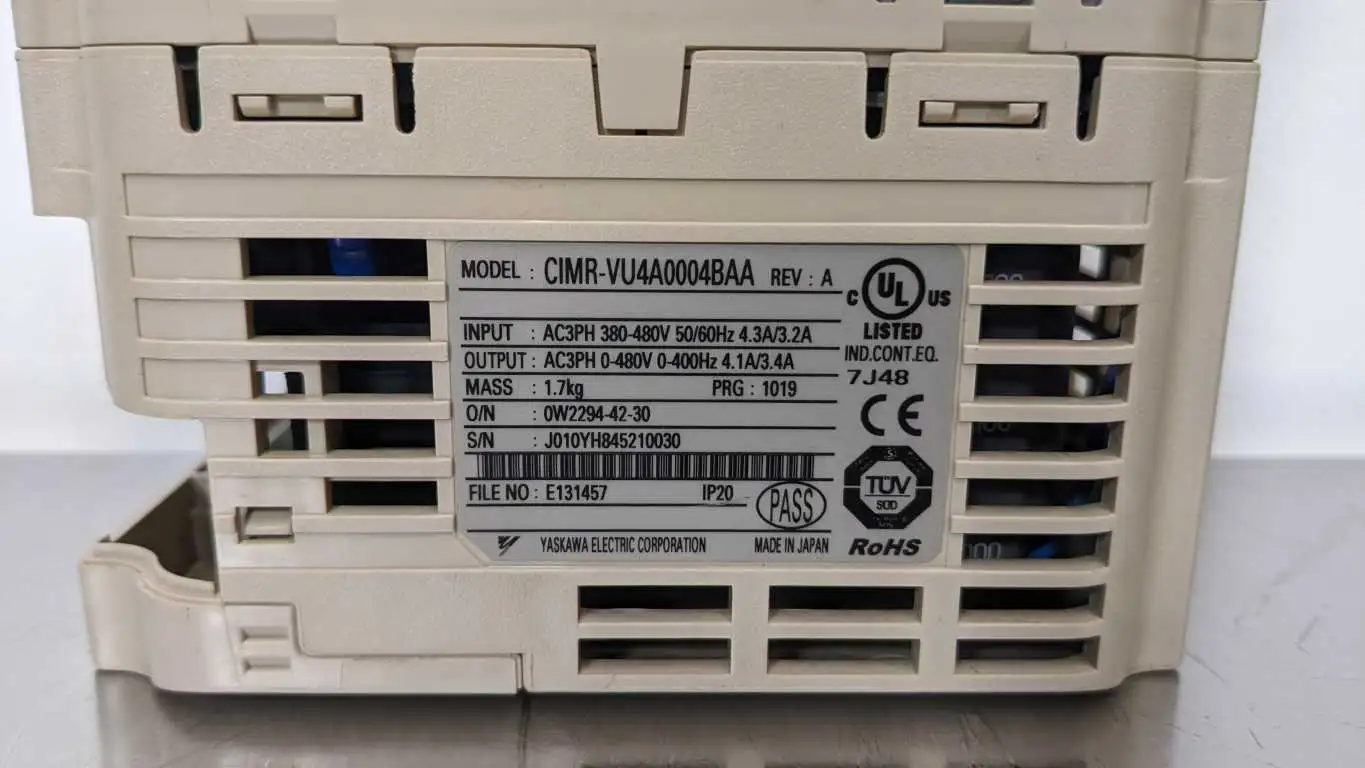 MODEL : CIMR-VU4A0004BAA REV : A
INPUT : AC3PH 380-480V 50/60Hz 4.3A/3.2A
OUTPUT : AC3PH 0-480V 0-400Hz 4.1A/3.4A
MASS : 1.7kg PRG : 1019
O/N : 0W2294-42-30
S/N : J010YH845210030
FILE NO : E131457 IP20
PASS
YASKAWA ELECTRIC CORPORATION MADE IN JAPAN
C UL US
LISTED
IND.CONT.EQ.
7J48
CE
TÜV
SÜD
RoHS